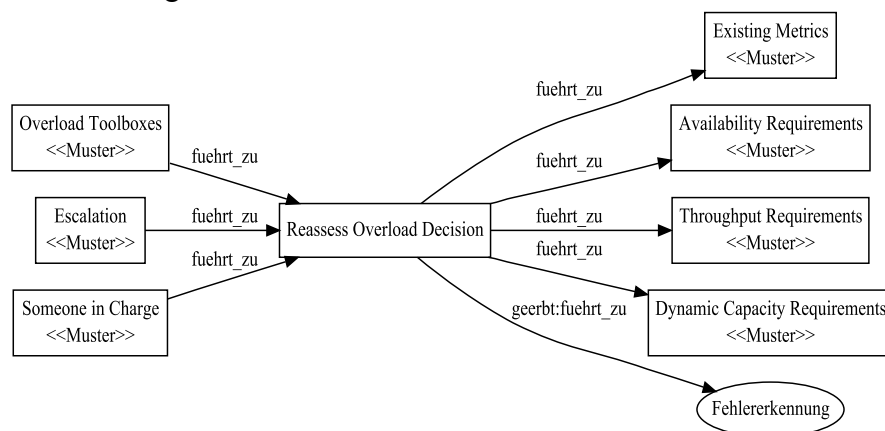 Existing Metrics
<<Muster>>
fuehrt_zu
Overload Toolboxes
<<Muster>>
Availability Requirements
<<Muster>>
fuehrt_zu
fuehrt_zu
Escalation
<<Muster>>
fuehrt_zu
Reassess Overload Decision
fuehrt_zu
Throughput Requirements
<<Muster>>
fuehrt_zu
fuehrt_zu
Someone in Charge
<<Muster>>
geerbt:fuehrt_zu
Dynamic Capacity Requirements
<<Muster>>
Fehlererkennung